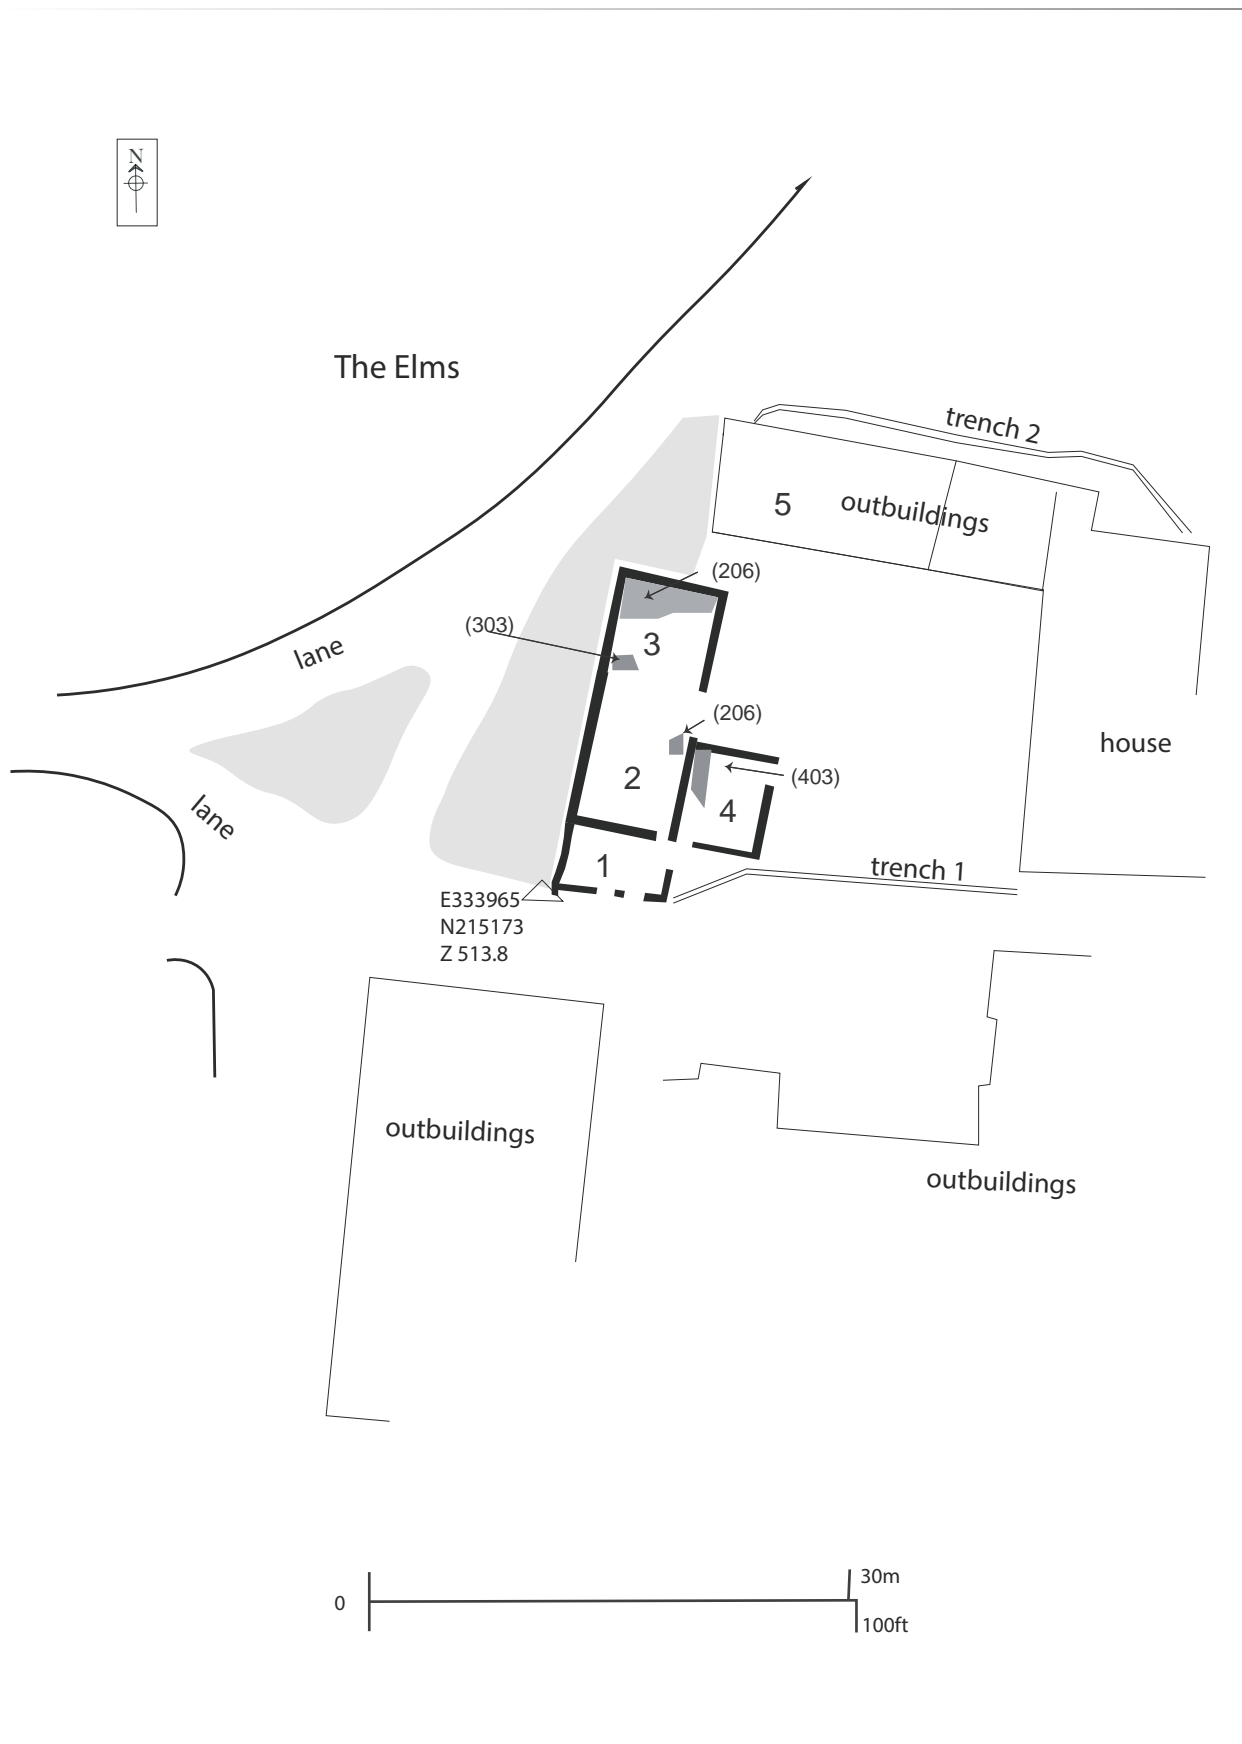 N
The Elms
trench 2
5
outbuildings
(206)
(303)
3
lane
(206)
house
2
(403)
lane
4
1
trench 1
E333965
N215173
Z 513.8
outbuildings
outbuildings
30m
0
100ft